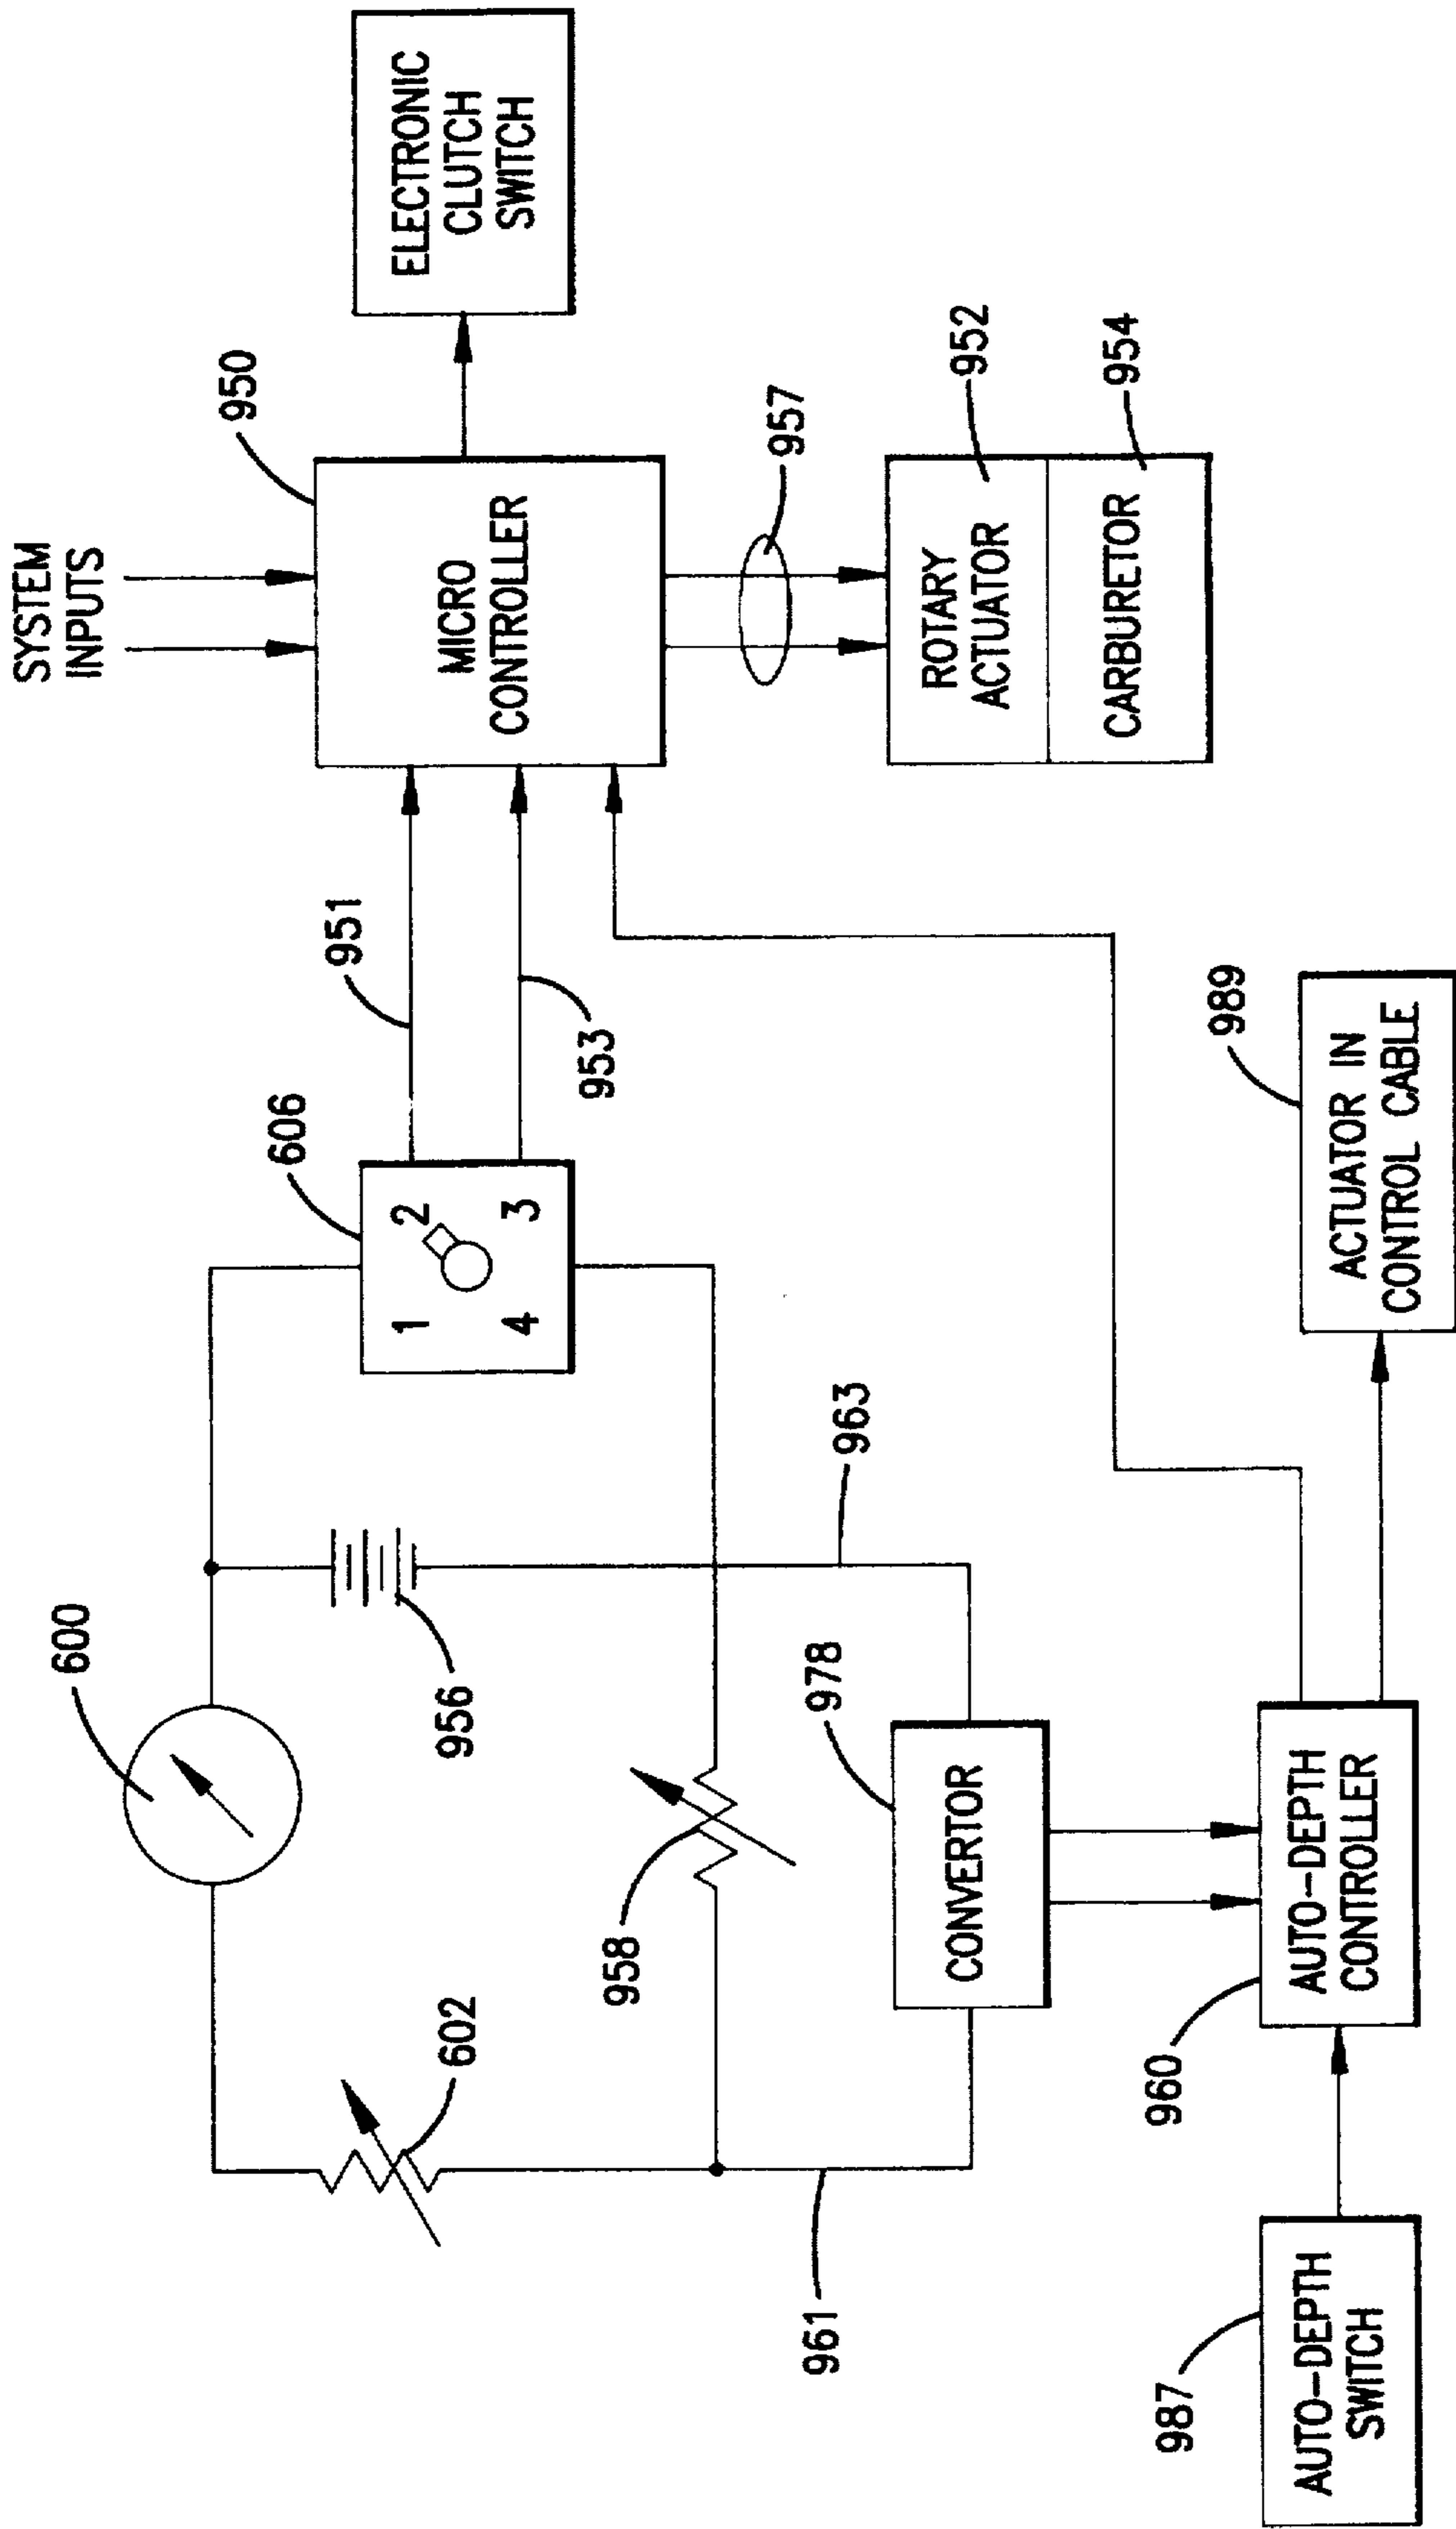 SYSTEM
INPUTS
950
MICRO
CONTROLLER
ELECTRONIC
CLUTCH
SWITCH
951
953
957
952
ROTARY
ACTUATOR
954
CARBURETOR
606
1 2
4 3
600
956
602
958
963
978
CONVERTOR
961
960
AUTO-DEPTH
CONTROLLER
989
ACTUATOR IN
CONTROL CABLE
987
AUTO-DEPTH
SWITCH